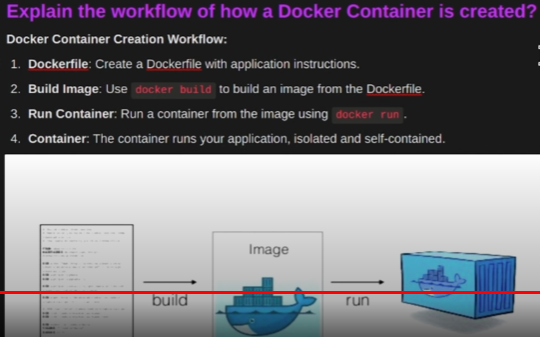 Explain the workflow of how a Docker Container is created?
Docker Container Creation Workflow:
1. Dockerfile: Create a Dockerfile with application instructions.
2. Build Image: Use docker build to build an image from the Dockerfile.
3. Run Container: Run a container from the image using docker run.
4. Container: The container runs your application, isolated and self-contained.
Image
build
run